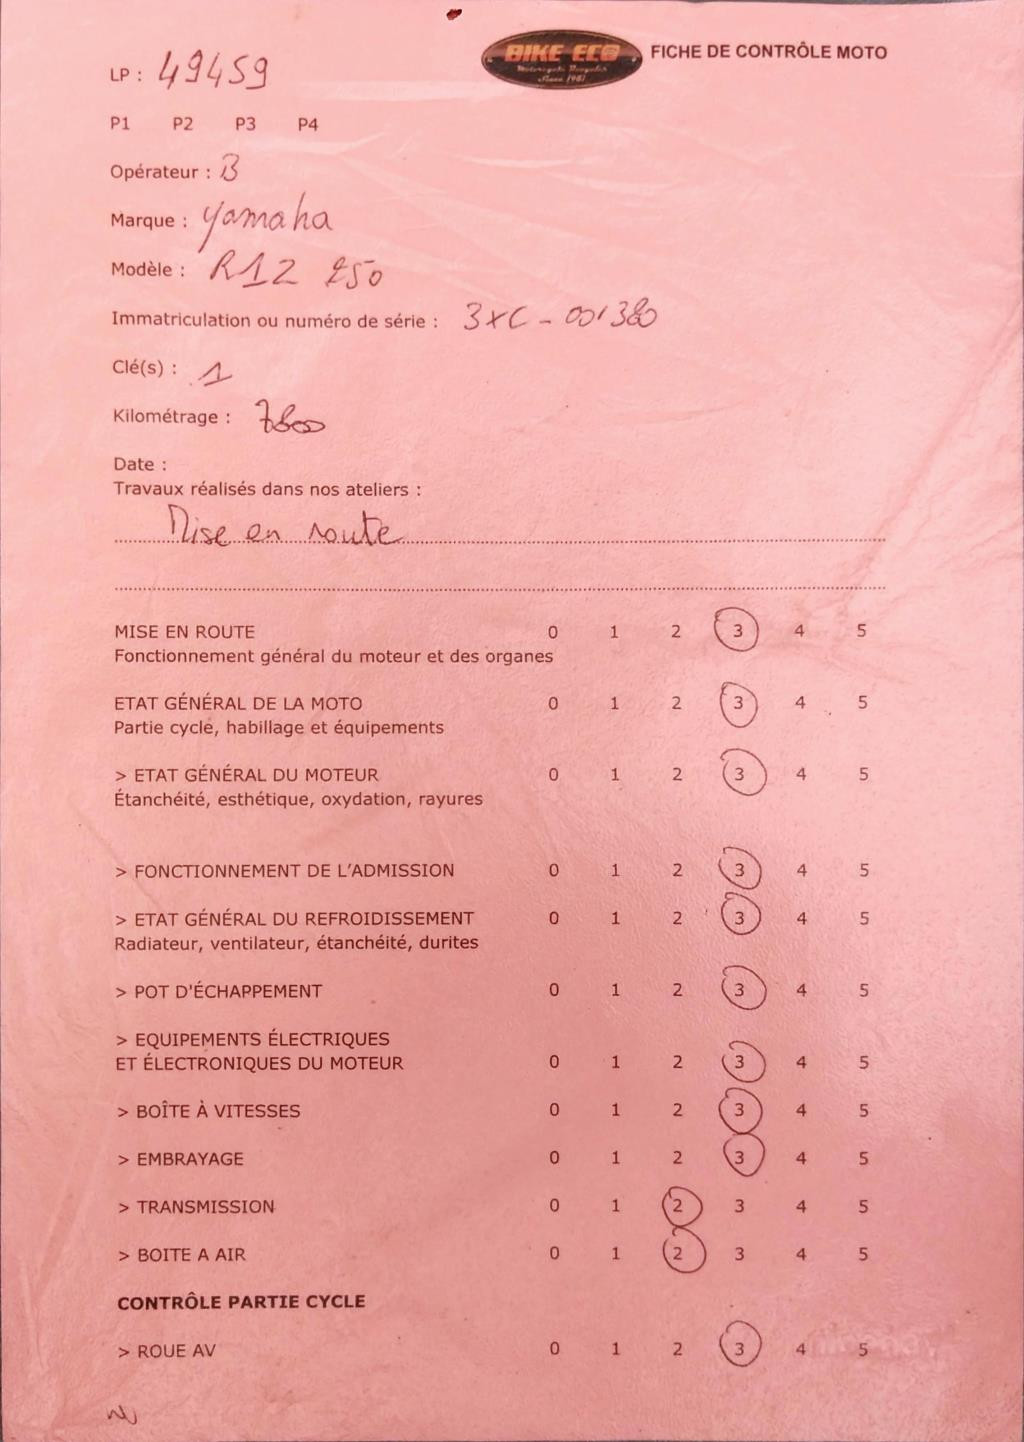 LP : 49459
BIKE ECO
Motorcycle Recycler
Since 1981
FICHE DE CONTRÔLE MOTO
P1 P2 P3 P4
Opérateur : B
Marque : Yamaha
Modèle : R1Z 250
Immatriculation ou numéro de série : 3XC - 001380
Clé(s) : 1
Kilométrage : 7800
Date :
Travaux réalisés dans nos ateliers :
Mise en route
MISE EN ROUTE 0 1 2 3 4 5
Fonctionnement général du moteur et des organes
ETAT GÉNÉRAL DE LA MOTO 0 1 2 3 4 5
Partie cycle, habillage et équipements
> ETAT GÉNÉRAL DU MOTEUR 0 1 2 3 4 5
Étanchéité, esthétique, oxydation, rayures
> FONCTIONNEMENT DE L'ADMISSION 0 1 2 3 4 5
> ETAT GÉNÉRAL DU REFROIDISSEMENT 0 1 2 3 4 5
Radiateur, ventilateur, étanchéité, durites
> POT D'ÉCHAPPEMENT 0 1 2 3 4 5
> EQUIPEMENTS ÉLECTRIQUES
ET ÉLECTRONIQUES DU MOTEUR 0 1 2 3 4 5
> BOÎTE À VITESSES 0 1 2 3 4 5
> EMBRAYAGE 0 1 2 3 4 5
> TRANSMISSION 0 1 2 3 4 5
> BOITE A AIR 0 1 2 3 4 5
CONTRÔLE PARTIE CYCLE
> ROUE AV 0 1 2 3 4 5